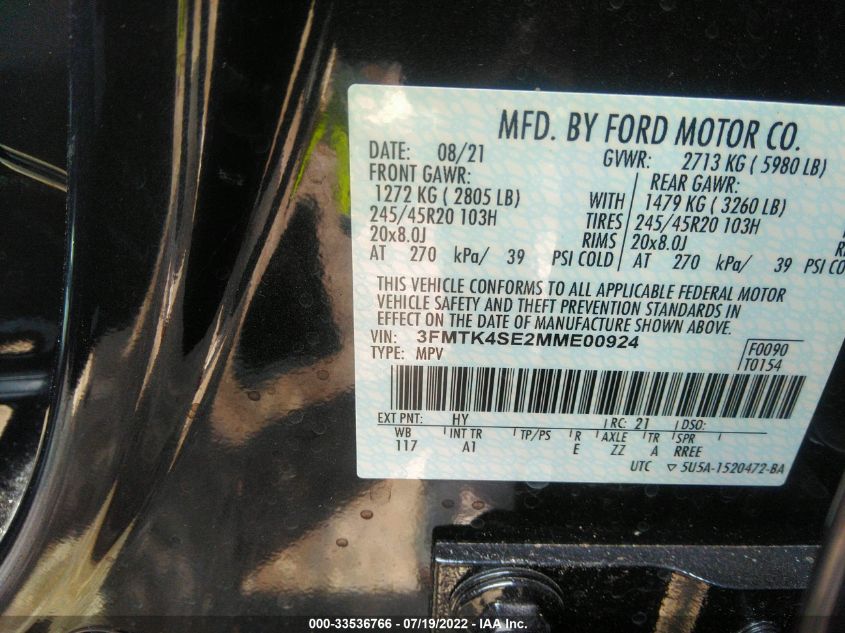 MFD. BY FORD MOTOR CO.
DATE: 08/21 GVWR: 2713 KG ( 5980 LB)
FRONT GAWR: REAR GAWR:
1272 KG ( 2805 LB) WITH 1479 KG ( 3260 LB)
245/45R20 103H TIRES 245/45R20 103H
20x8.0J RIMS 20x8.0J
AT 270 kPa/ 39 PSI COLD AT 270 kPa/ 39 PSI
THIS VEHICLE CONFORMS TO ALL APPLICABLE FEDERAL MOTOR
VEHICLE SAFETY AND THEFT PREVENTION STANDARDS IN
EFFECT ON THE DATE OF MANUFACTURE SHOWN ABOVE.
VIN: 3FMTK4SE2MME00924
TYPE: MPV
F0090
T0154
EXT PNT: HY RC: 21 DSO:
WB INT TR TP/PS R AXLE TR SPR
117 A1 E ZZ A RREE
UTC ▽ 5U5A-1520472-BA
000-33536766 - 07/19/2022 - IAA Inc.